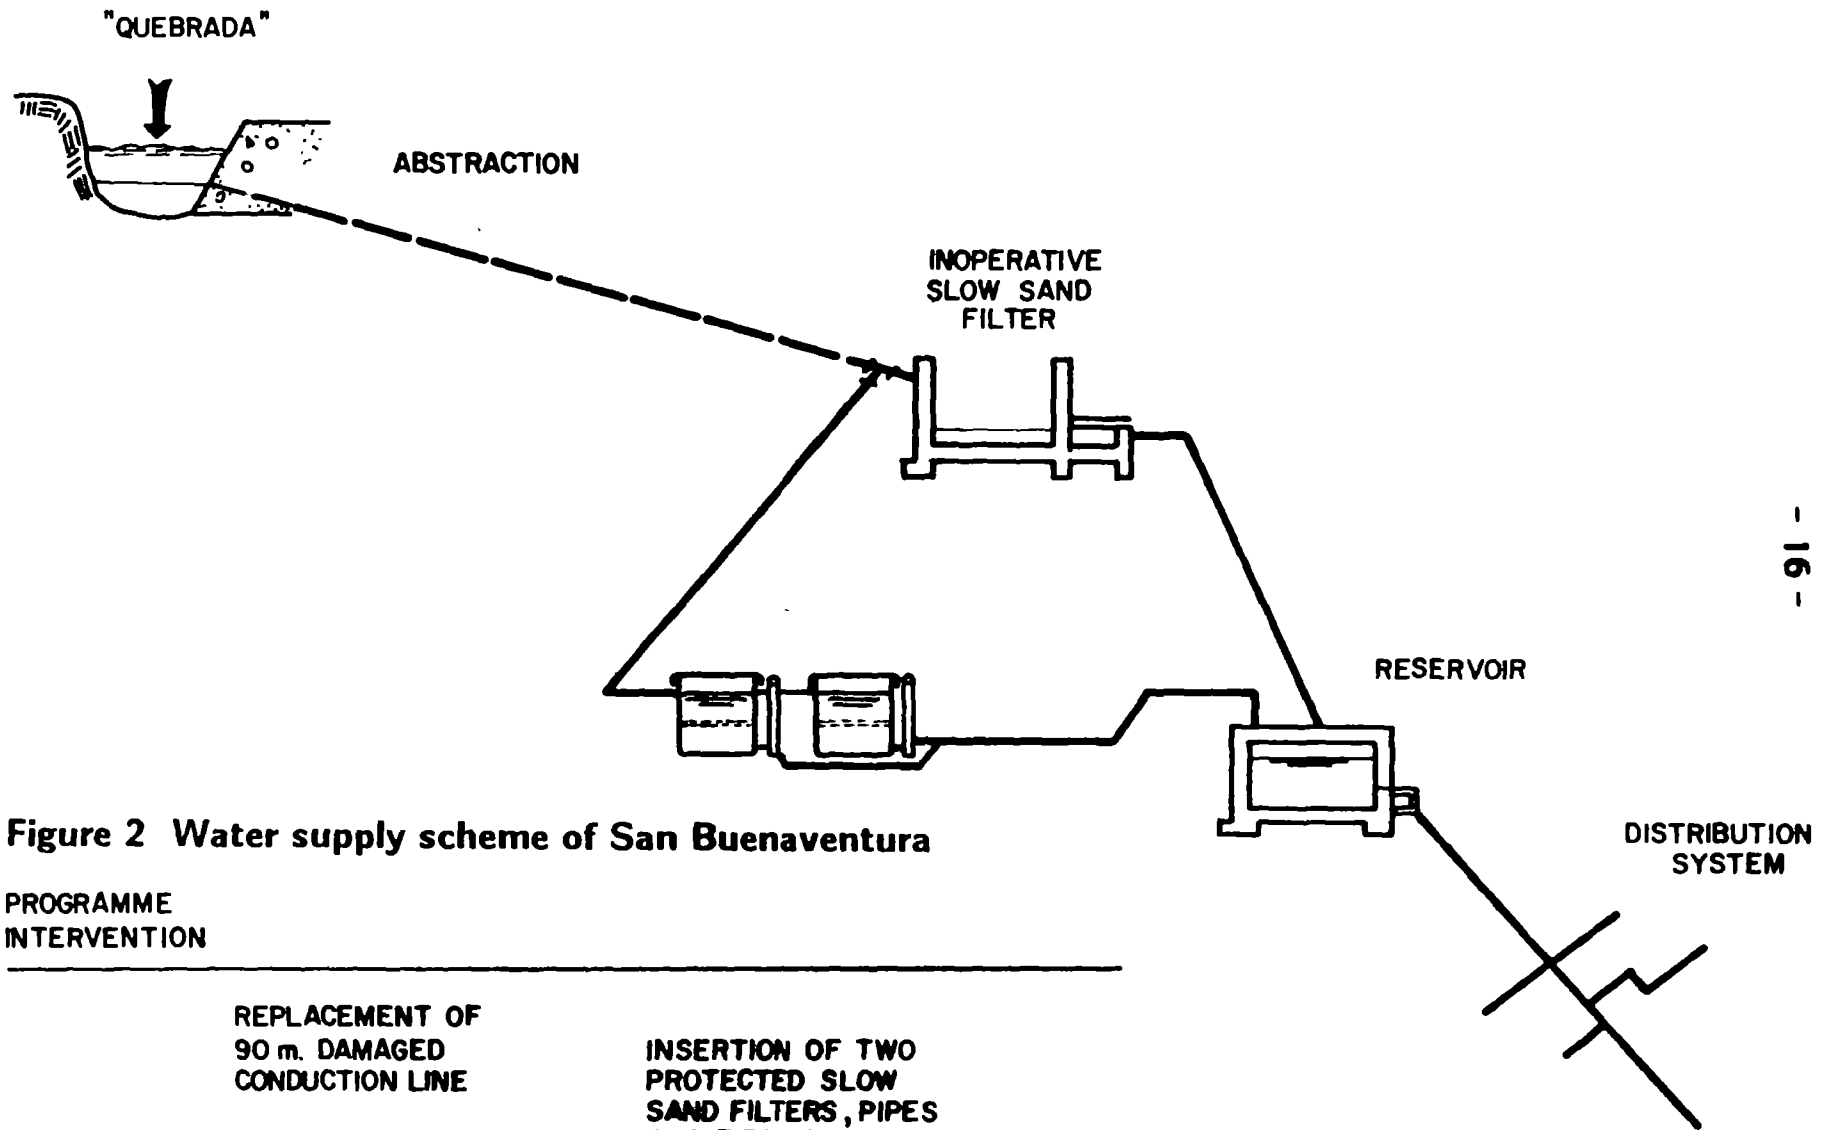 "QUEBRADA"
ABSTRACTION
INOPERATIVE
SLOW SAND
FILTER
- 16 -
RESERVOIR
DISTRIBUTION
SYSTEM
Figure 2 Water supply scheme of San Buenaventura
PROGRAMME
INTERVENTION
REPLACEMENT OF
90 m. DAMAGED
CONDUCTION LINE
INSERTION OF TWO
PROTECTED SLOW
SAND FILTERS, PIPES